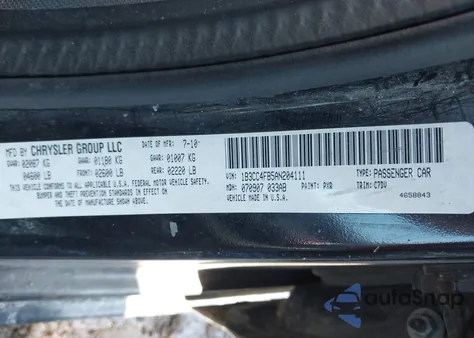 MFD BY CHRYSLER GROUP LLC DATE OF MFR: 7-10
GVWR: 02087 KG GAWR 01180 KG GAWR: 01007 KG
04600 LB FRONT: 02600 LB REAR: 02220 LB
THIS VEHICLE CONFORMS TO ALL APPLICABLE U.S.A. FEDERAL MOTOR VEHICLE SAFETY,
BUMPER AND THEFT PREVENTION STANDARDS IN EFFECT ON
THE DATE OF MANUFACTURE SHOWN ABOVE.
VIN: 1B3CC4FB5AN204111 TYPE: PASSENGER CAR
MDH: 070907 033AB PAINT: PXR TRIM: C7DV
VEHICLE MADE IN U.S.A. 4658843
autoSnap